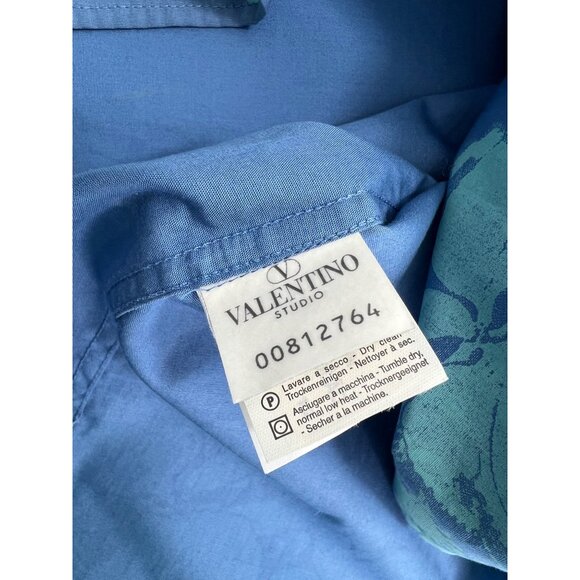 V
VALENTINO
STUDIO
00812764
Lavare a secco - Dry clean
Trockenreinigen - Nettoyer à sec.
P
Asciugare a macchina - Tumble dry,
normal low heat - Trocknergeeignet
- Secher a la machine.